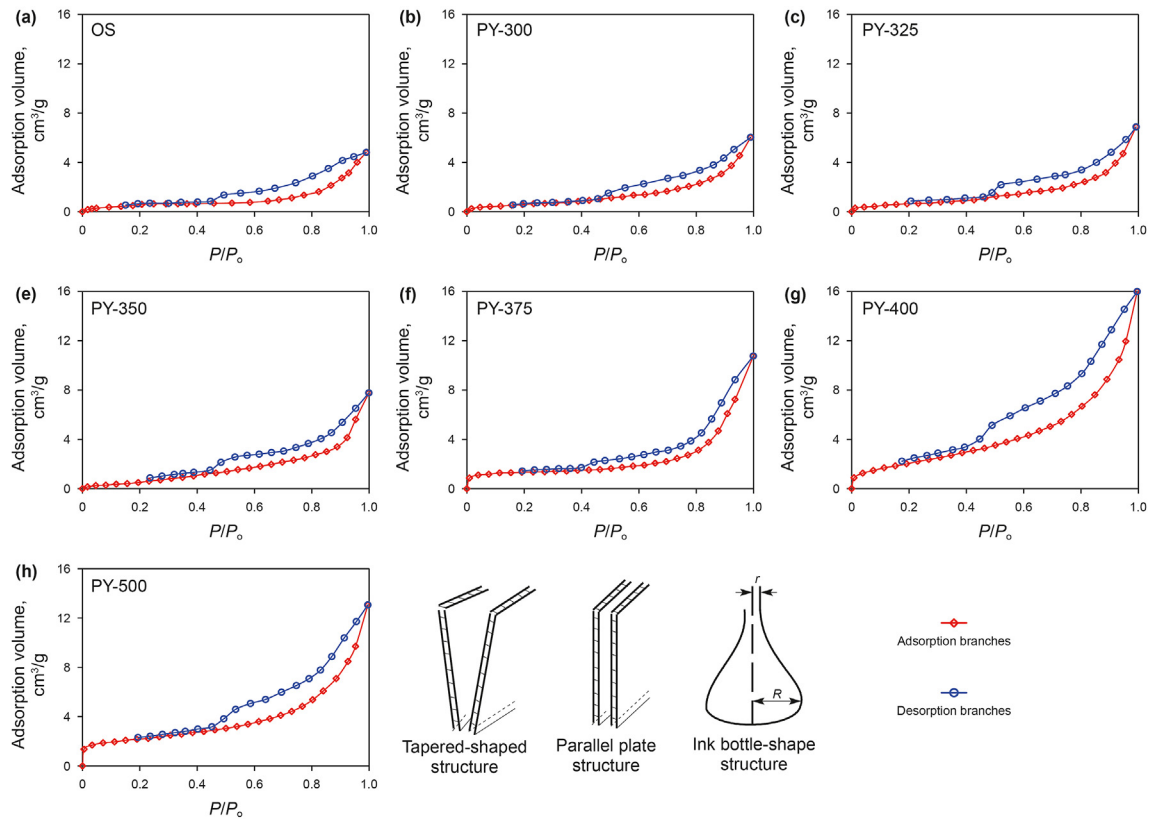 (a)
OS
Adsorption volume,
cm³/g
16
12
8
4
0
0
0.2
0.4
0.6
0.8
1.0
P/Pₒ
(b)
PY-300
Adsorption volume,
cm³/g
16
12
8
4
0
0
0.2
0.4
0.6
0.8
1.0
P/Pₒ
(c)
PY-325
Adsorption volume,
cm³/g
16
12
8
4
0
0
0.2
0.4
0.6
0.8
1.0
P/Pₒ
(e)
PY-350
Adsorption volume,
cm³/g
16
12
8
4
0
0
0.2
0.4
0.6
0.8
1.0
P/Pₒ
(f)
PY-375
Adsorption volume,
cm³/g
16
12
8
4
0
0
0.2
0.4
0.6
0.8
1.0
P/Pₒ
(g)
PY-400
Adsorption volume,
cm³/g
16
12
8
4
0
0
0.2
0.4
0.6
0.8
1.0
P/Pₒ
(h)
PY-500
Adsorption volume,
cm³/g
16
12
8
4
0
0
0.2
0.4
0.6
0.8
1.0
P/Pₒ
Tapered-shaped
structure
Parallel plate
structure
r
R
Ink bottle-shape
structure
Adsorption branches
Desorption branches